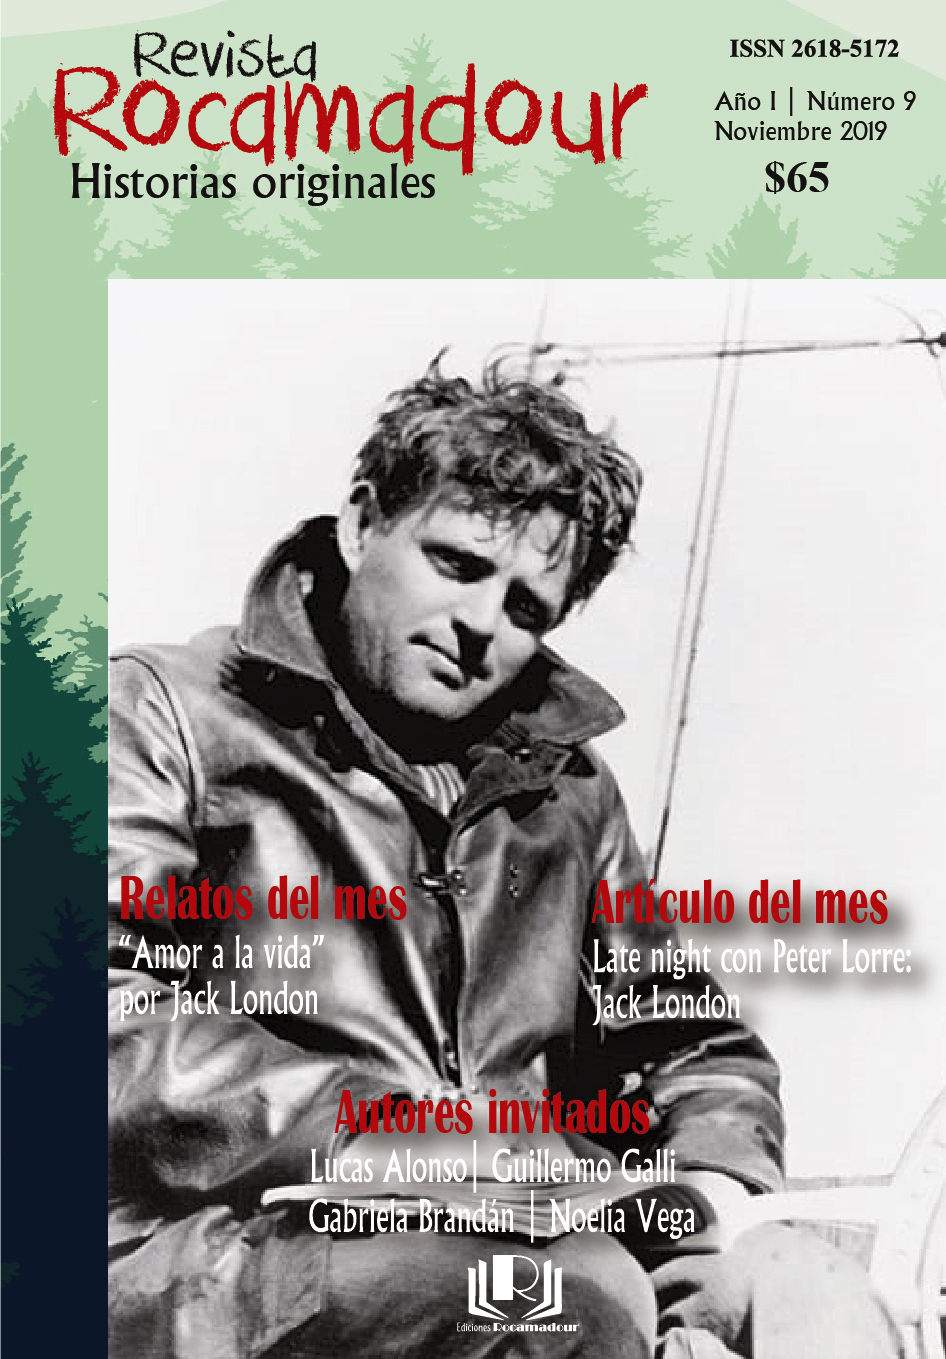 Revista
Rocamadour
Historias originales
ISSN 2618-5172
Año I | Número 9
Noviembre 2019
$65
Relatos del mes
“Amor a la vida”
por Jack London
Artículo del mes
Late night con Peter Lorre:
Jack London
Autores invitados
Lucas Alonso| Guillermo Galli
Gabriela Brandán | Noelia Vega
R
Ediciones Rocamadour